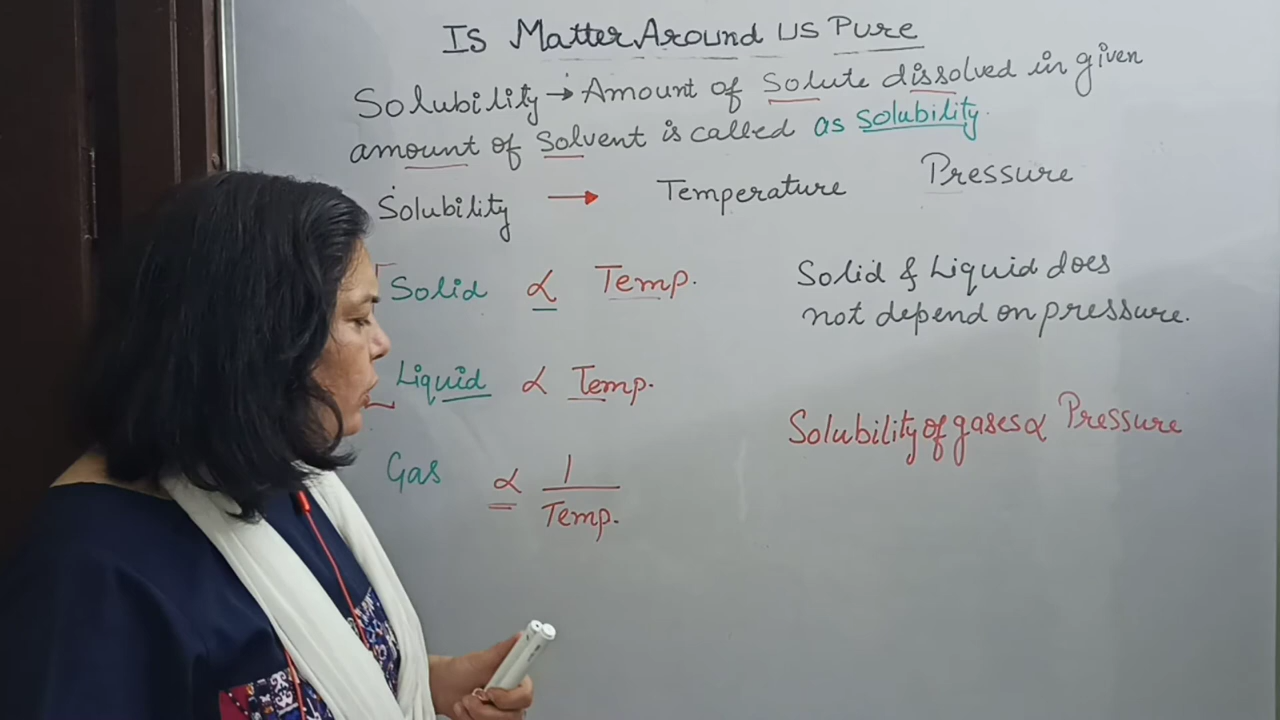 Is Matter Around us Pure
Solubility → Amount of Solute dissolved in given
amount of Solvent is called as solubility.
Solubility → Temperature Pressure
Solid ∝ Temp.
Solid & Liquid does
not depend on pressure.
Liquid ∝ Temp.
Solubility of gases ∝ Pressure
Gas ∝ 1/Temp.